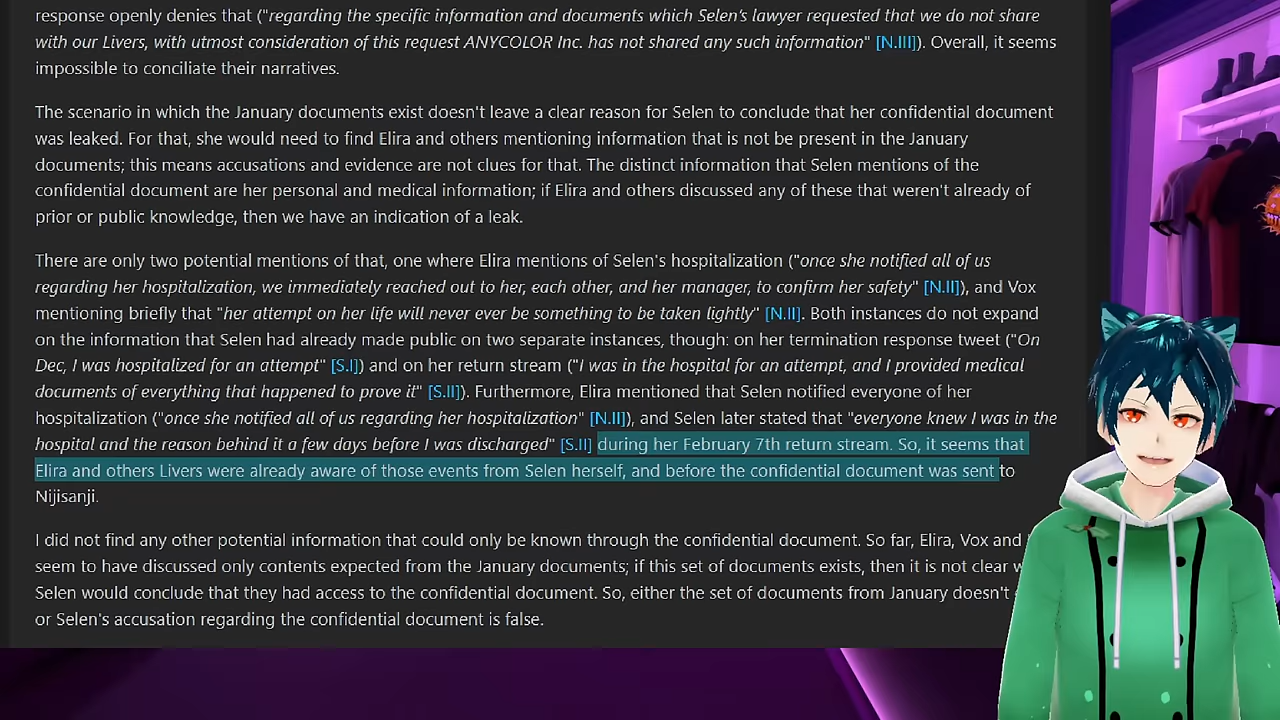 response openly denies that ("regarding the specific information and documents which Selen's lawyer requested that we do not share
with our Livers, with utmost consideration of this request ANYCOLOR Inc. has not shared any such information" [N.III]). Overall, it seems
impossible to conciliate their narratives.
The scenario in which the January documents exist doesn't leave a clear reason for Selen to conclude that her confidential document
was leaked. For that, she would need to find Elira and others mentioning information that is not be present in the January
documents; this means accusations and evidence are not clues for that. The distinct information that Selen mentions of the
confidential document are her personal and medical information; if Elira and others discussed any of these that weren't already of
prior or public knowledge, then we have an indication of a leak.
There are only two potential mentions of that, one where Elira mentions of Selen's hospitalization ("once she notified all of us
regarding her hospitalization, we immediately reached out to her, each other, and her manager, to confirm her safety" [N.II]), and Vox
mentioning briefly that "her attempt on her life will never ever be something to be taken lightly" [N.II]. Both instances do not expand
on the information that Selen had already made public on two separate instances, though: on her termination response tweet ("On
Dec, I was hospitalized for an attempt" [S.I]) and on her return stream ("I was in the hospital for an attempt, and I provided medical
documents of everything that happened to prove it" [S.II]). Furthermore, Elira mentioned that Selen notified everyone of her
hospitalization ("once she notified all of us regarding her hospitalization" [N.II]), and Selen later stated that "everyone knew I was in the
hospital and the reason behind it a few days before I was discharged" [S.II] during her February 7th return stream. So, it seems that
Elira and others Livers were already aware of those events from Selen herself, and before the confidential document was sent to
Nijisanji.
I did not find any other potential information that could only be known through the confidential document. So far, Elira, Vox and
seem to have discussed only contents expected from the January documents; if this set of documents exists, then it is not clear
Selen would conclude that they had access to the confidential document. So, either the set of documents from January doesn't
or Selen's accusation regarding the confidential document is false.